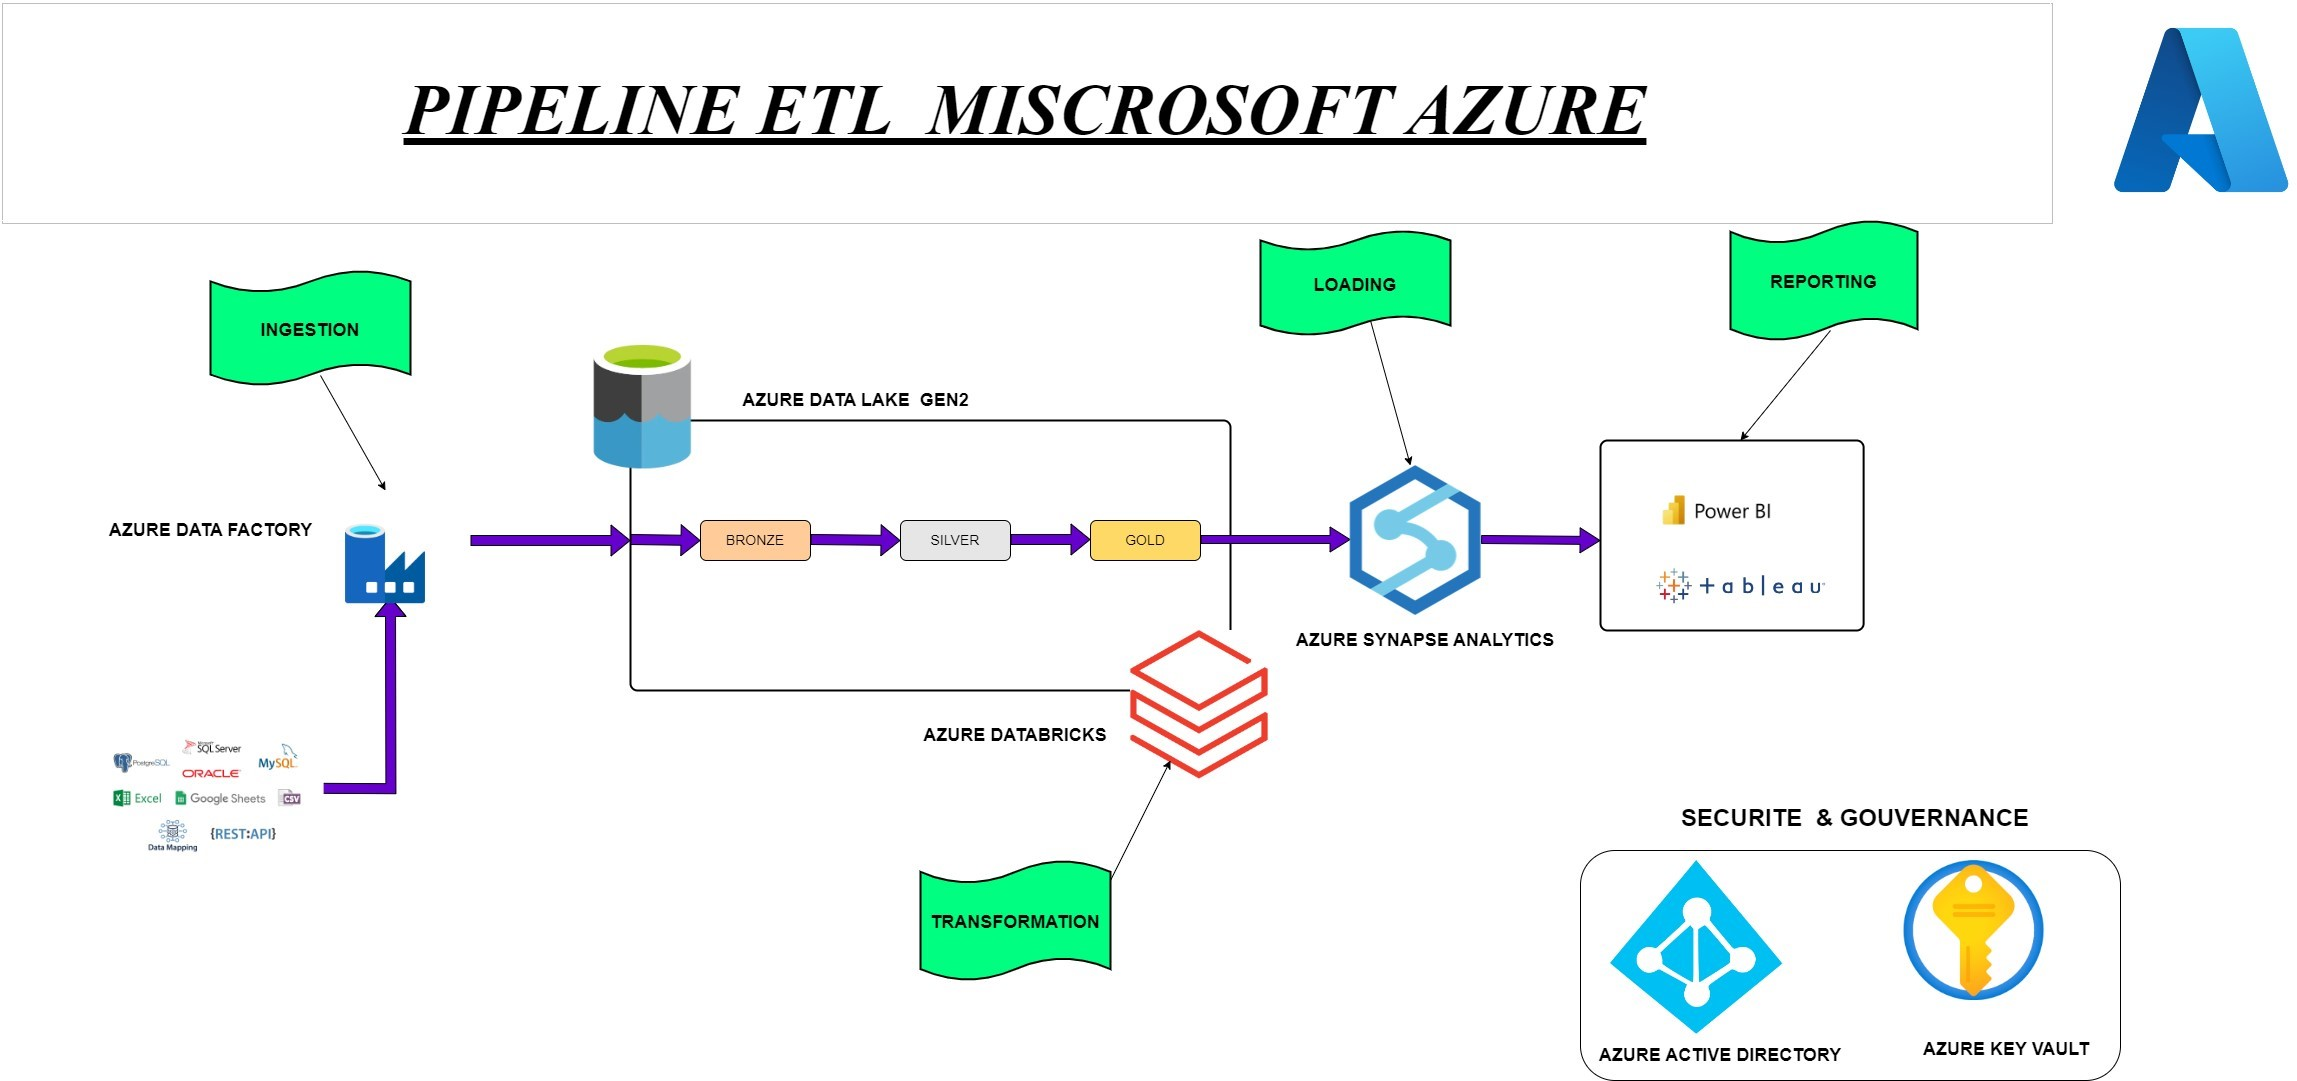 PIPELINE ETL  MISCROSOFT AZURE
INGESTION
LOADING
REPORTING
AZURE DATA LAKE  GEN2
AZURE DATA FACTORY
BRONZE
SILVER
GOLD
Power BI
+ableau
AZURE SYNAPSE ANALYTICS
AZURE DATABRICKS
Microsoft
SQL Server
PostgreSQL
MySQL
ORACLE
Excel
Google Sheets
CSV
Data Mapping
{REST:API}
TRANSFORMATION
SECURITE  & GOUVERNANCE
AZURE ACTIVE DIRECTORY
AZURE KEY VAULT